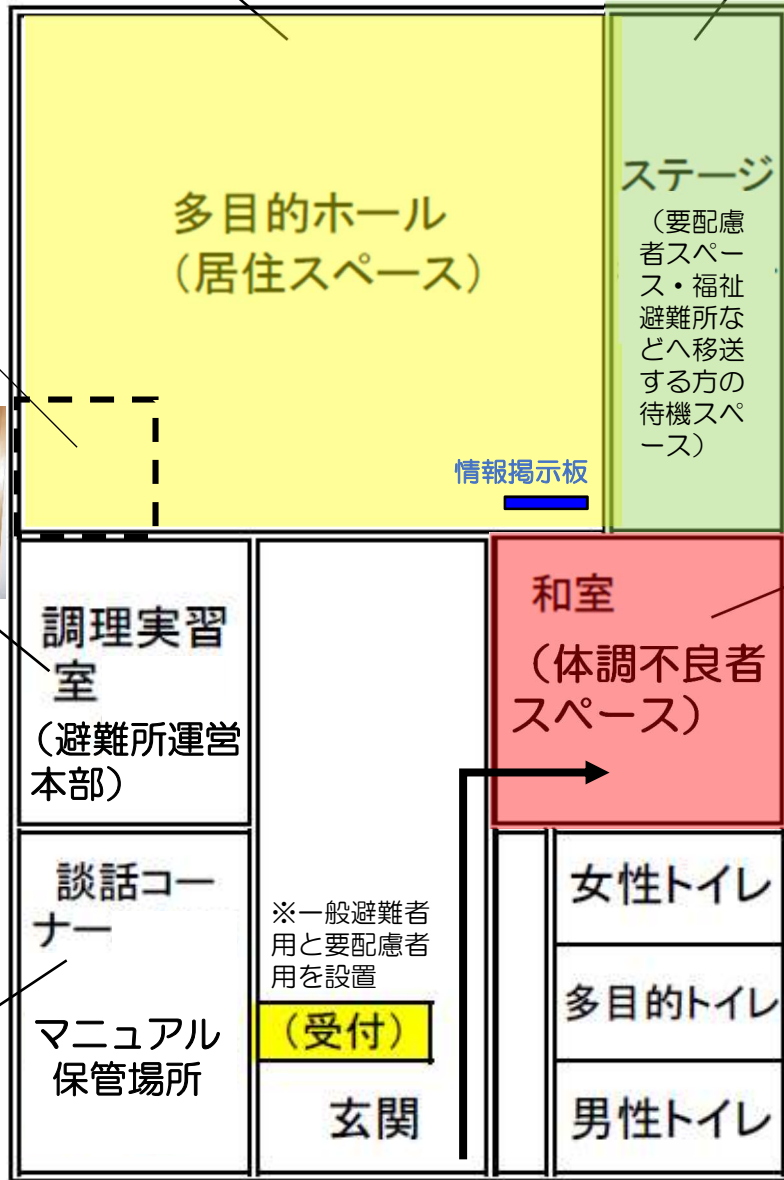 多目的ホール
（居住スペース）
ステージ
（要配慮
者スペー
ス・福祉
避難所な
どへ移送
する方の
待機スペ
ース）
情報掲示板
調理実習
室
（避難所運営
本部）
和室
（体調不良者
スペース）
談話コー
ナー
マニュアル
保管場所
※一般避難者
用と要配慮者
用を設置
（受付）
玄関
女性トイレ
多目的トイレ
男性トイレ